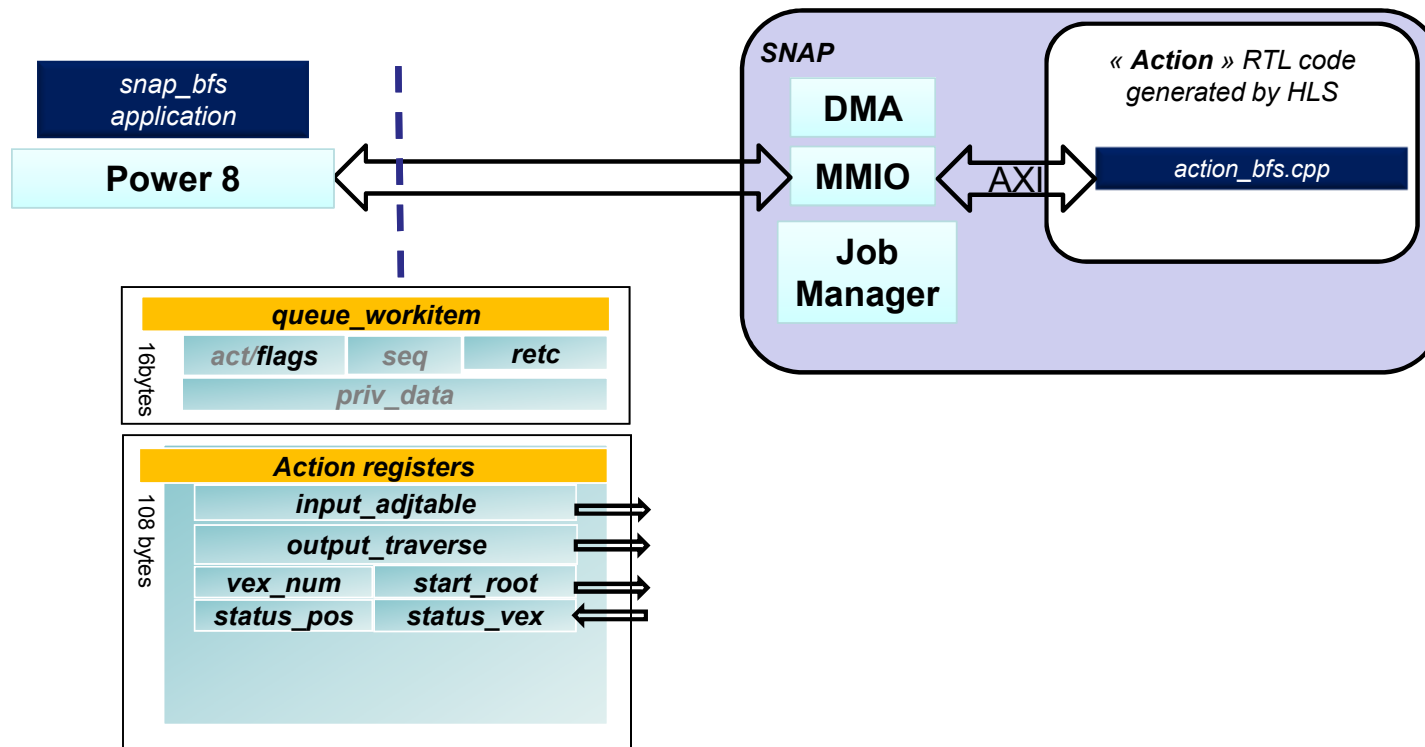 snap_bfs
application
Power 8
SNAP
DMA
MMIO
Job
Manager
AXI
« Action » RTL code
generated by HLS
action_bfs.cpp
queue_workitem
16bytes
act/flags seq retc
priv_data
Action registers
108 bytes
input_adjtable
output_traverse
vex_num start_root
status_pos status_vex